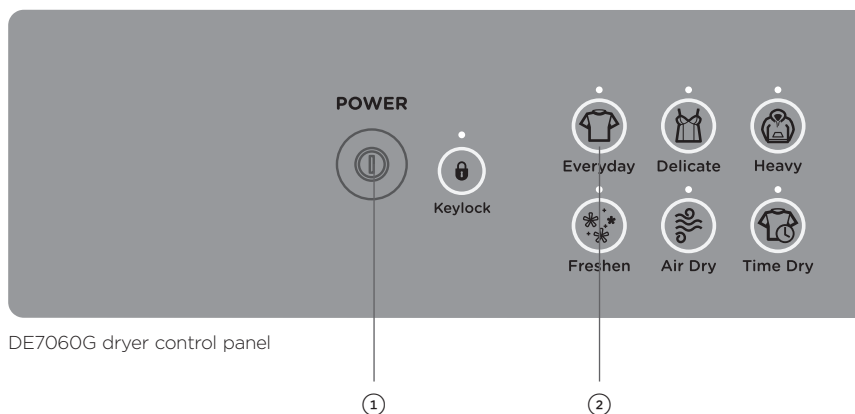 POWER
Keylock
Everyday Delicate Heavy
Freshen Air Dry Time Dry
DE7060G dryer control panel
1 2